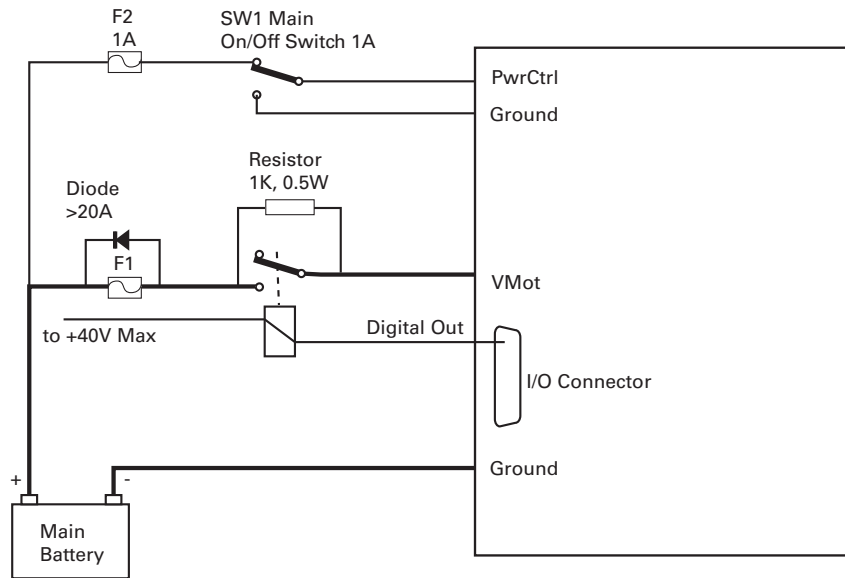 F2
1A
SW1 Main
On/Off Switch 1A
PwrCtrl
Ground
Resistor
1K, 0.5W
Diode
>20A
F1
VMot
to +40V Max
Digital Out
I/O Connector
Ground
+
-
Main
Battery